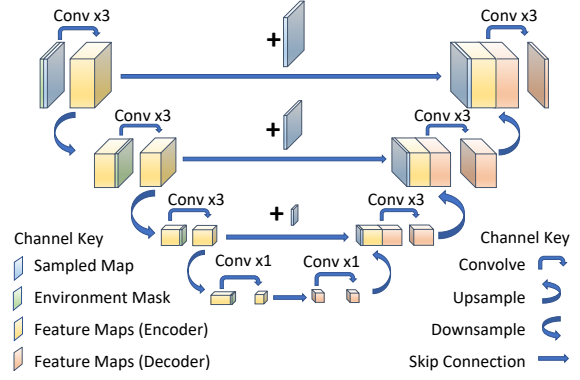 Conv x3
Conv x3
+
Conv x3
Conv x3
+
Conv x3
Conv x3
+
Conv x1
Conv x1
Channel Key
Sampled Map
Environment Mask
Feature Maps (Encoder)
Feature Maps (Decoder)
Channel Key
Convolve
Upsample
Downsample
Skip Connection